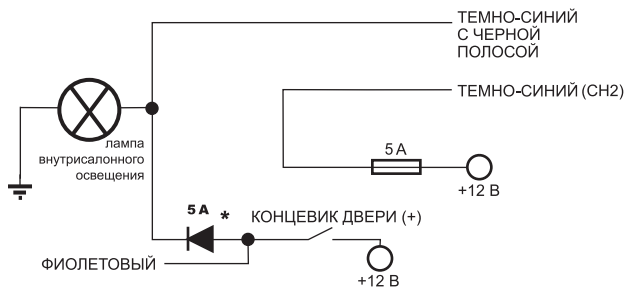 ТЕМНО-СИНИЙ
С ЧЕРНОЙ
ПОЛОСОЙ
ТЕМНО-СИНИЙ (CH2)
лампа
внутрисалонного
освещения
5 А
+12 В
5 А *
КОНЦЕВИК ДВЕРИ (+)
ФИОЛЕТОВЫЙ
+12 В